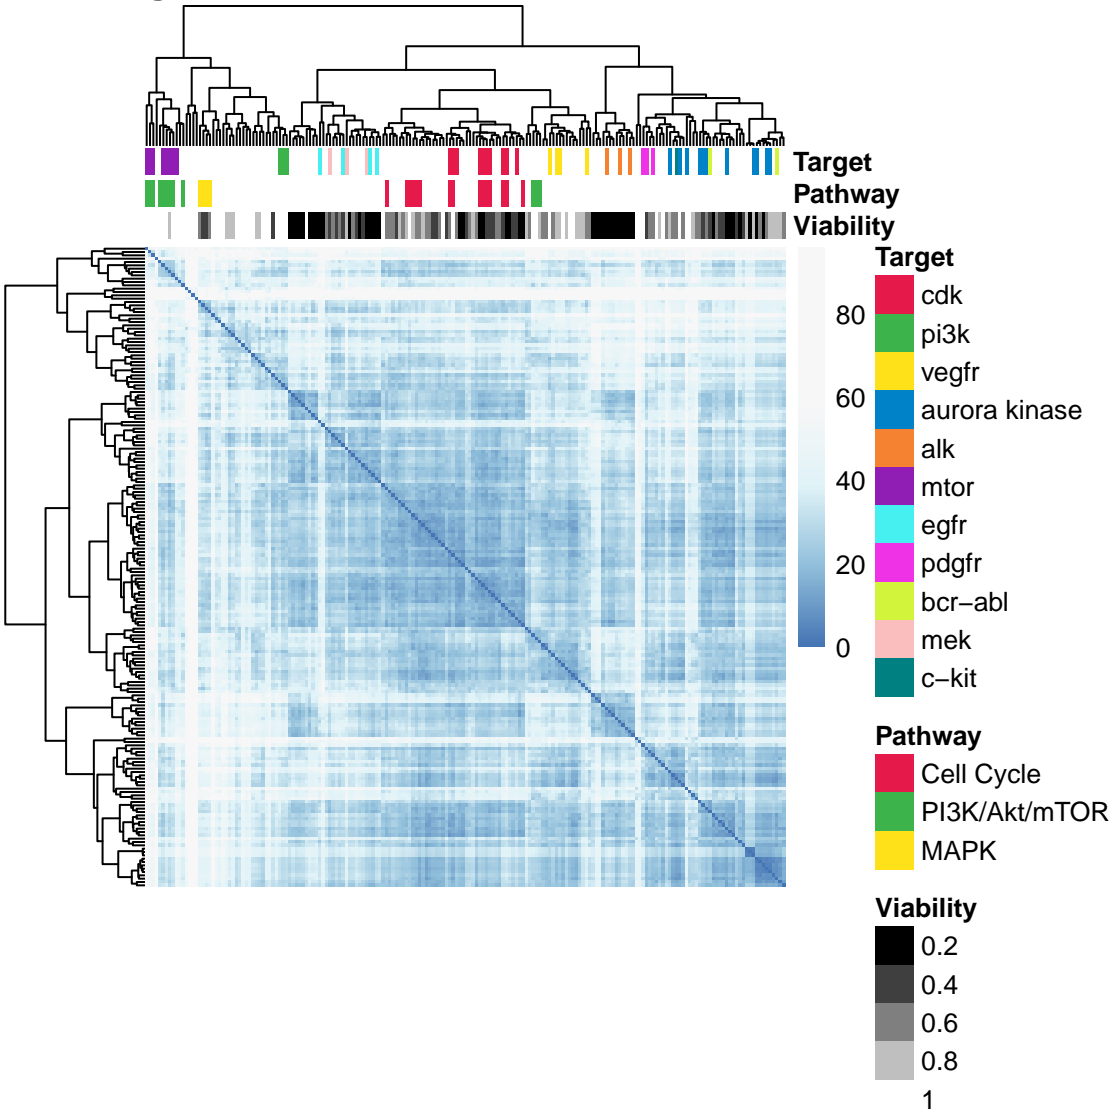 Target
Pathway
Viability
80
60
40
20
0
Target
cdk
pi3k
vegfr
aurora kinase
alk
mtor
egfr
pdgfr
bcr−abl
mek
c−kit
Pathway
Cell Cycle
PI3K/Akt/mTOR
MAPK
Viability
0.2
0.4
0.6
0.8
1